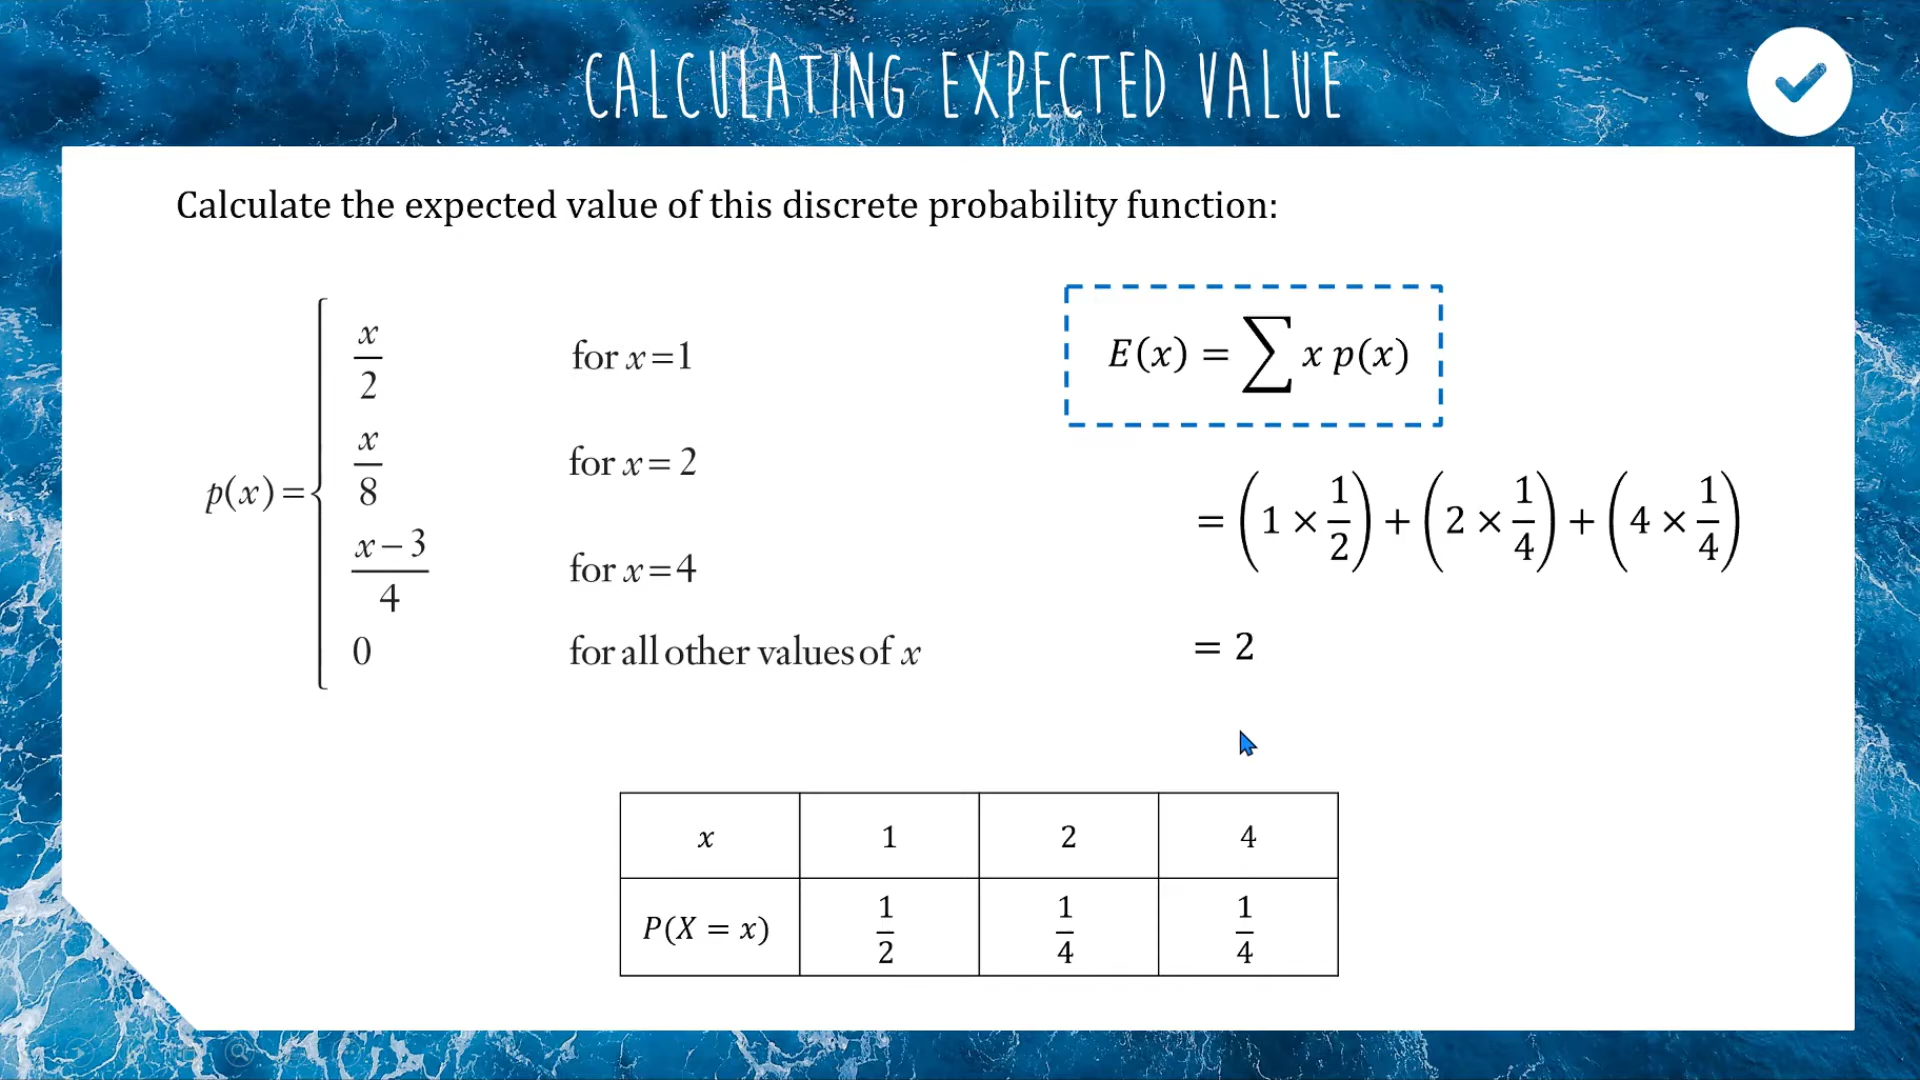 CALCULATING EXPECTED VALUE
Calculate the expected value of this discrete probability function:
p(x) = {
x/2 for x=1
x/8 for x= 2
x−3/4 for x=4
0 for all other values of x
E(x) = ∑ x p(x)
= (1 × 1/2) + (2 × 1/4) + (4 × 1/4)
= 2
x 1 2 4
P(X = x) 1/2 1/4 1/4